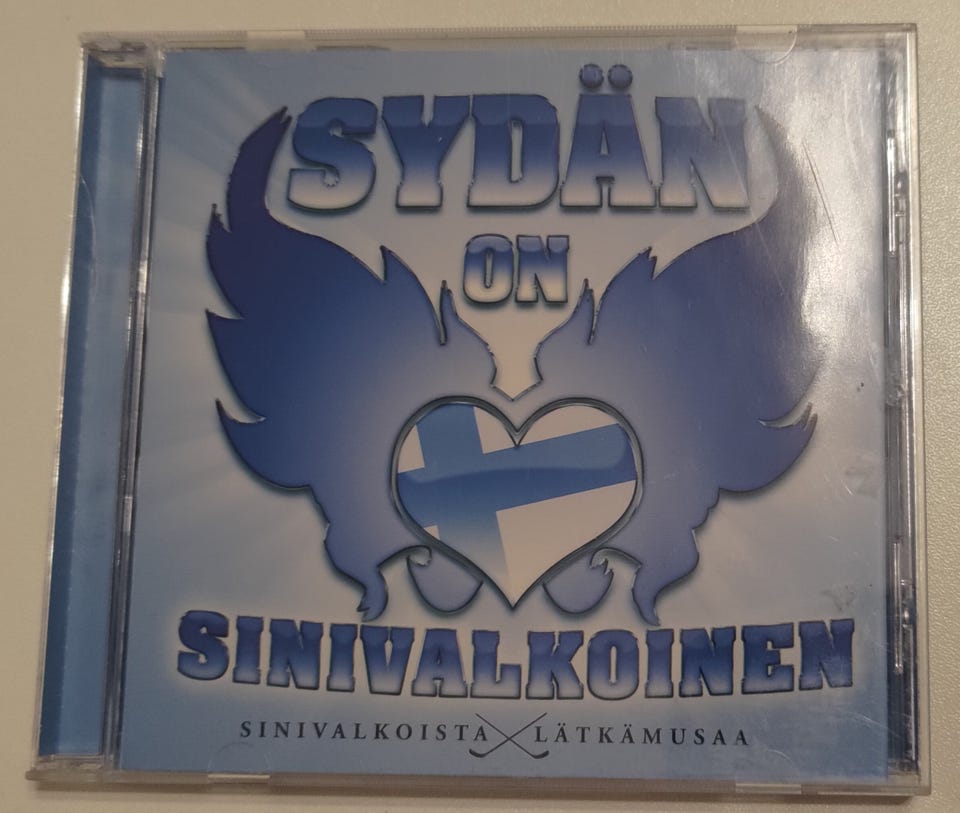 SYDÄN
ON
SINIVALKOINEN
SINIVALKOISTA LÄTKÄMUSAA